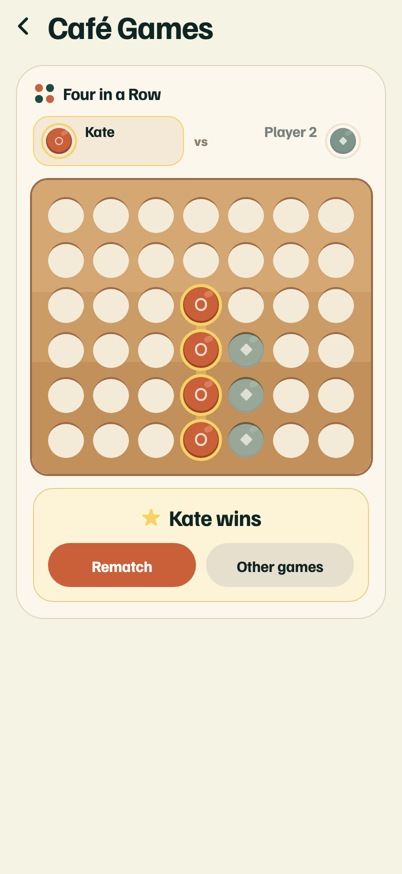 Café Games
Four in a Row
Kate
vs
Player 2
Kate wins
Rematch
Other games